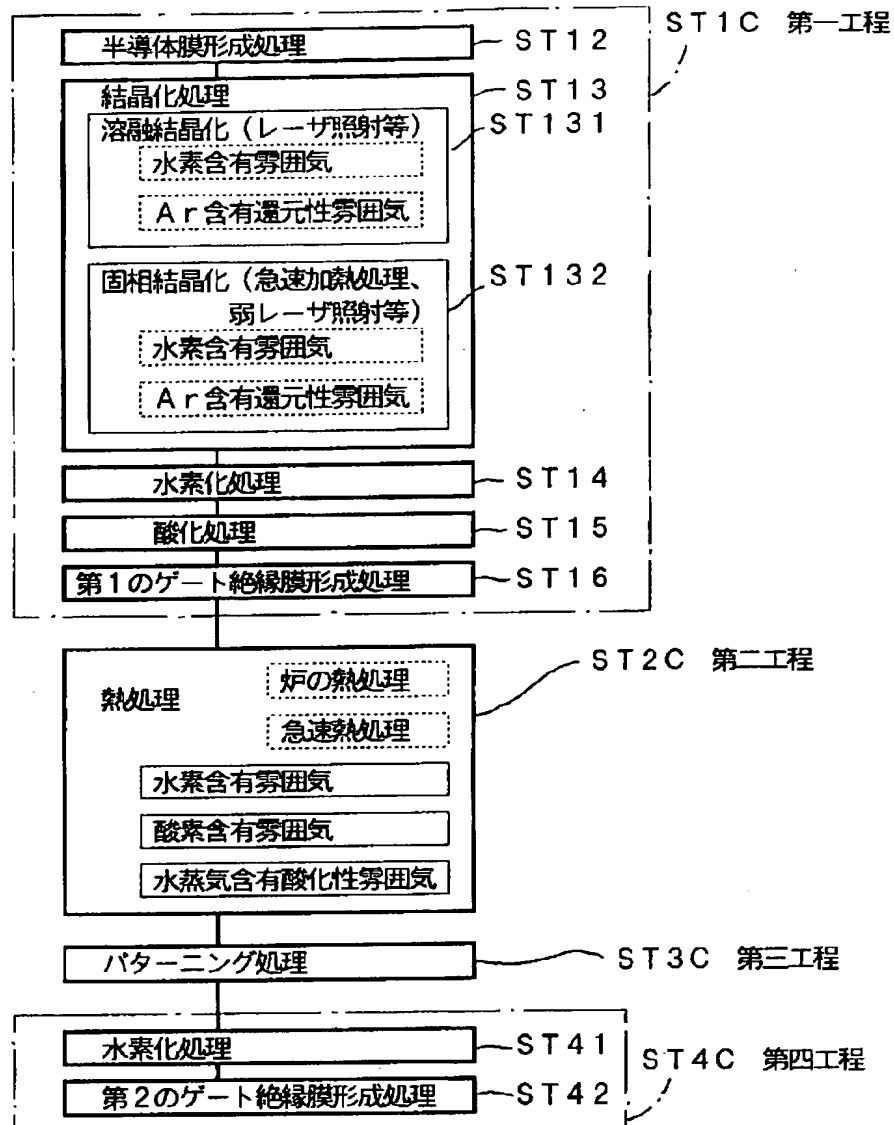 ST1C 第一工程
半導体膜形成処理 ST12
結晶化処理 ST13
溶融結晶化(レーザ照射等) ST131
水素含有雰囲気
Ar含有還元性雰囲気
固相結晶化(急速加熱処理、 ST132
弱レーザ照射等)
水素含有雰囲気
Ar含有還元性雰囲気
水素化処理 ST14
酸化処理 ST15
第1のゲート絶縁膜形成処理 ST16
ST2C 第二工程
炉の熱処理
熱処理
急速熱処理
水素含有雰囲気
酸素含有雰囲気
水蒸気含有酸化性雰囲気
パターニング処理 ST3C 第三工程
水素化処理 ST41
ST4C 第四工程
第2のゲート絶縁膜形成処理 ST42